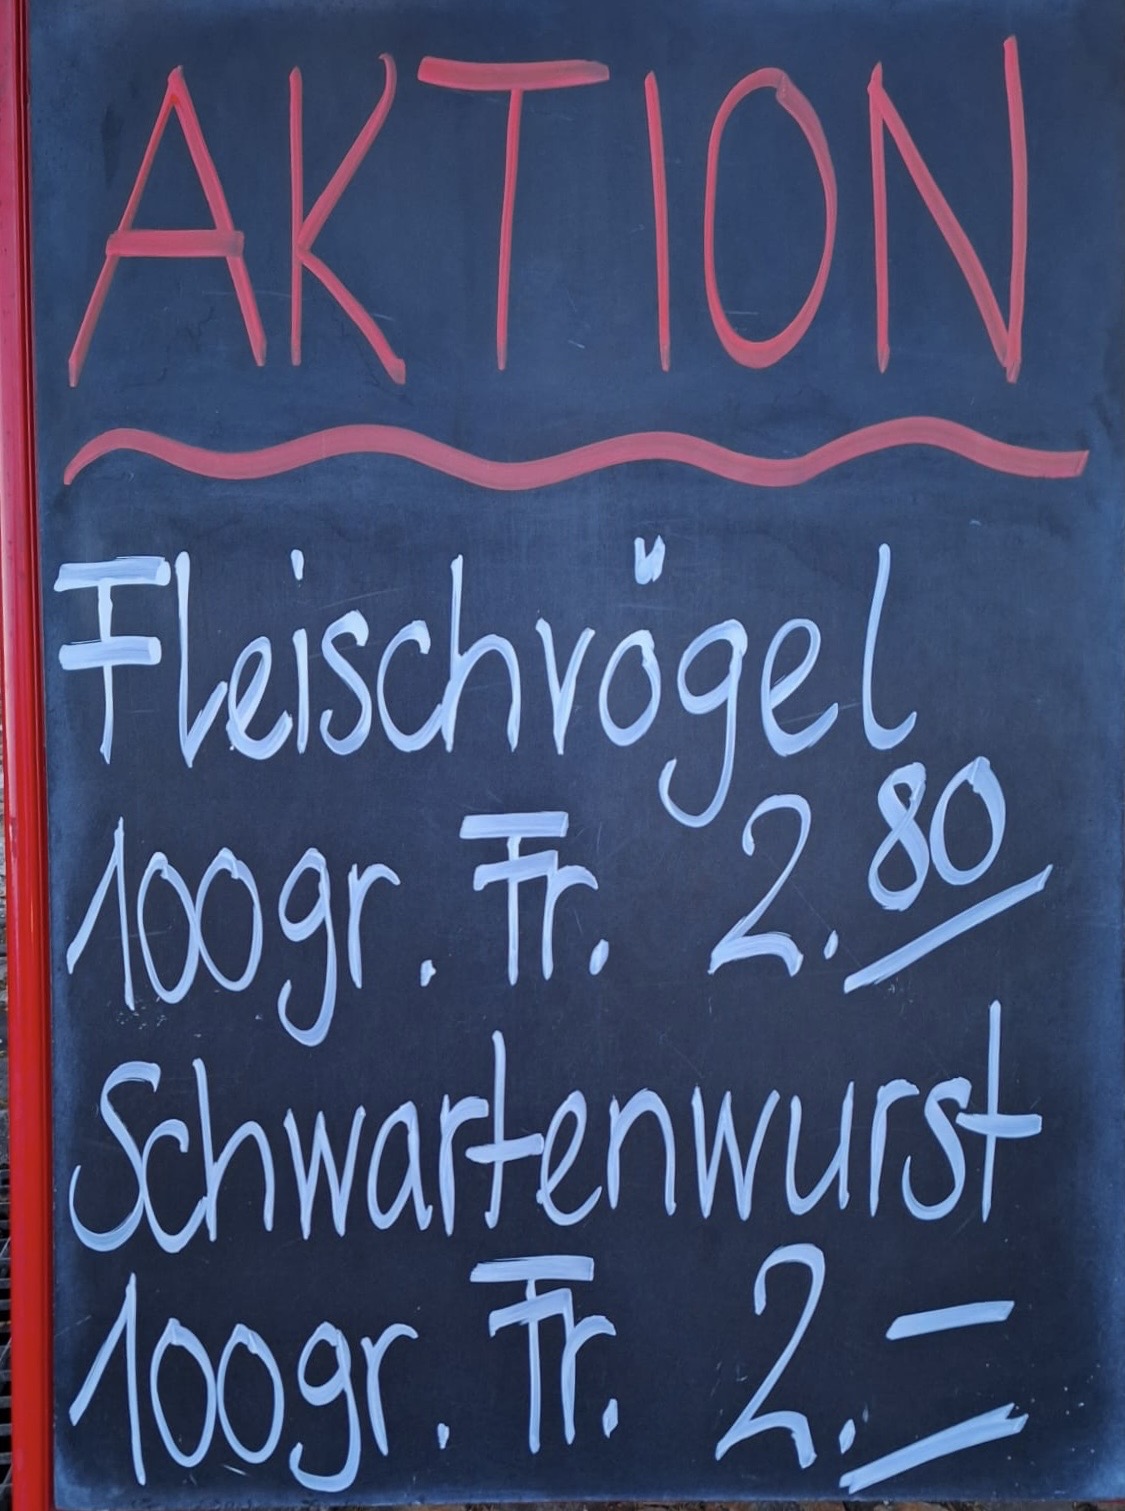 AKTION
Fleischvögel
100gr. Fr. 2.80
Schwartenwurst
100gr. Fr. 2.–